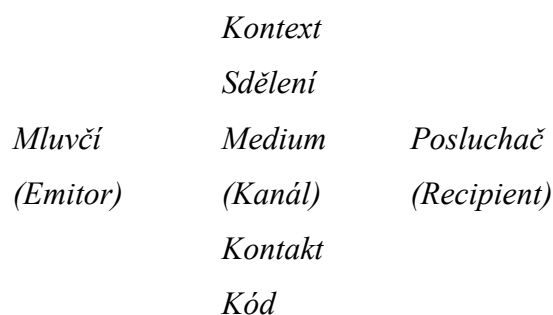 Kontext
Sdělení
Mluvčí Medium Posluchač
(Emitor) (Kanál) (Recipient)
Kontakt
Kód